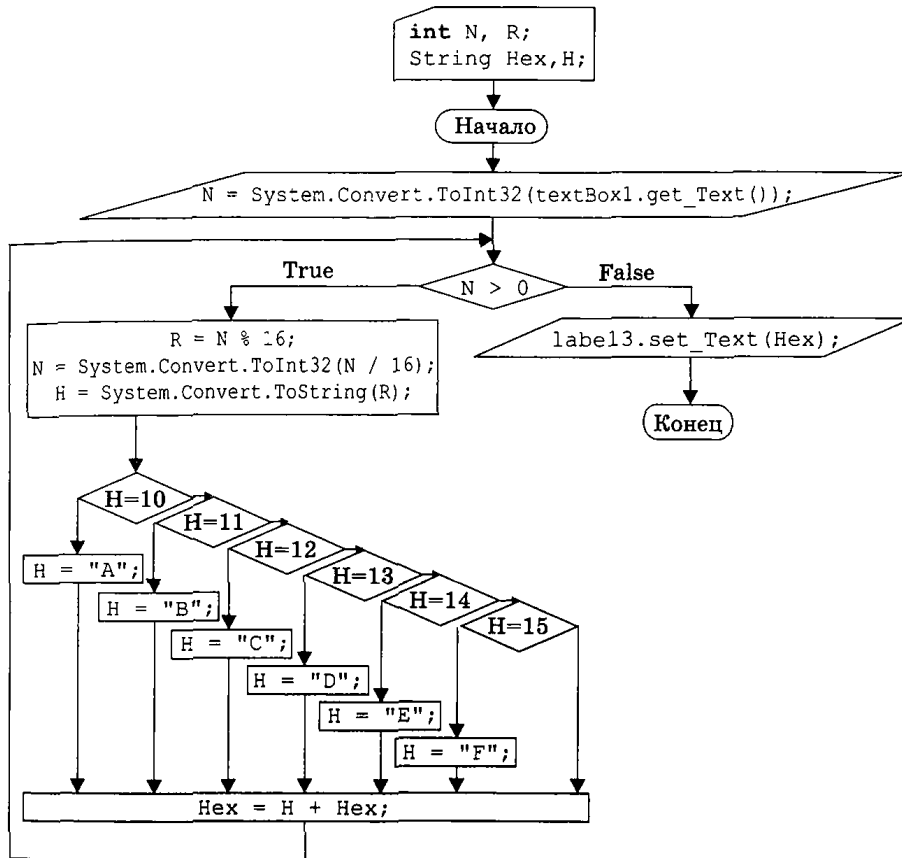 int N, R;
String Hex,H;
Начало
N = System.Convert.ToInt32(textBox1.get_Text());
True
False
N > 0
R = N % 16;
N = System.Convert.ToInt32(N / 16);
H = System.Convert.ToString(R);
label3.set_Text(Hex);
Конец
H=10
H=11
H=12
H=13
H=14
H=15
H = "A";
H = "B";
H = "C";
H = "D";
H = "E";
H = "F";
Hex = H + Hex;